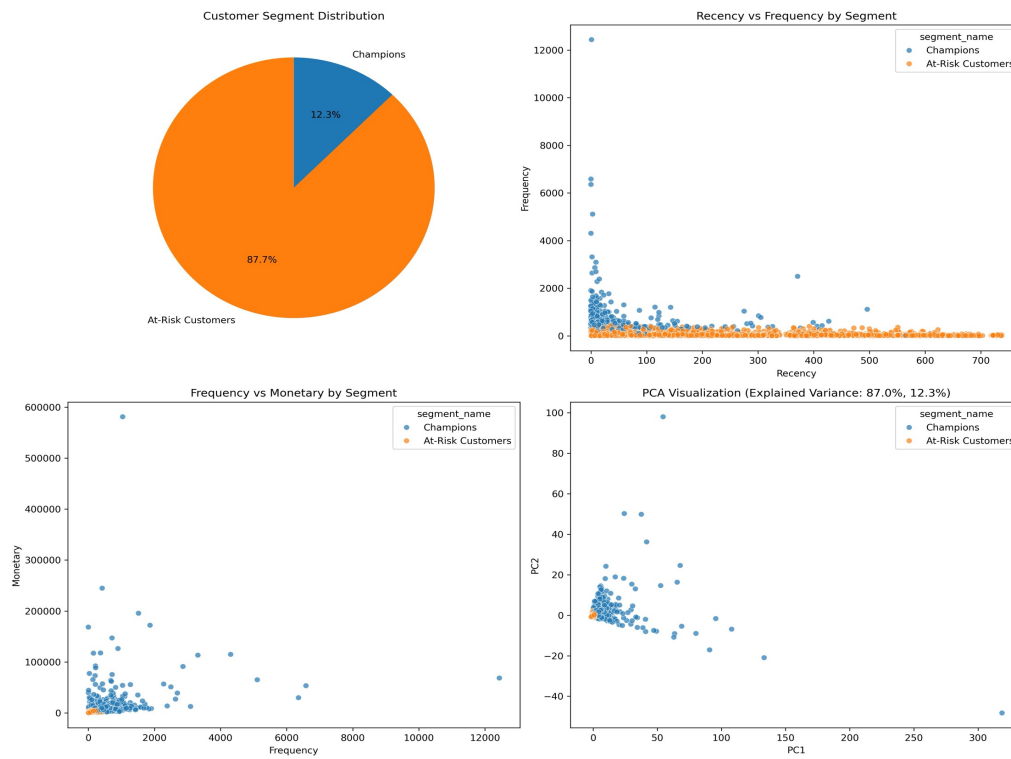 Customer Segment Distribution
Champions
12.3%
87.7%
At-Risk Customers
Recency vs Frequency by Segment
segment_name
Champions
At-Risk Customers
12000
10000
8000
6000
4000
2000
0
Frequency
0 100 200 300 400 500 600 700
Recency
Frequency vs Monetary by Segment
segment_name
Champions
At-Risk Customers
600000
500000
400000
300000
200000
100000
0
Monetary
0 2000 4000 6000 8000 10000 12000
Frequency
PCA Visualization (Explained Variance: 87.0%, 12.3%)
segment_name
Champions
At-Risk Customers
100
80
60
40
20
0
−20
−40
PC2
0 50 100 150 200 250 300
PC1